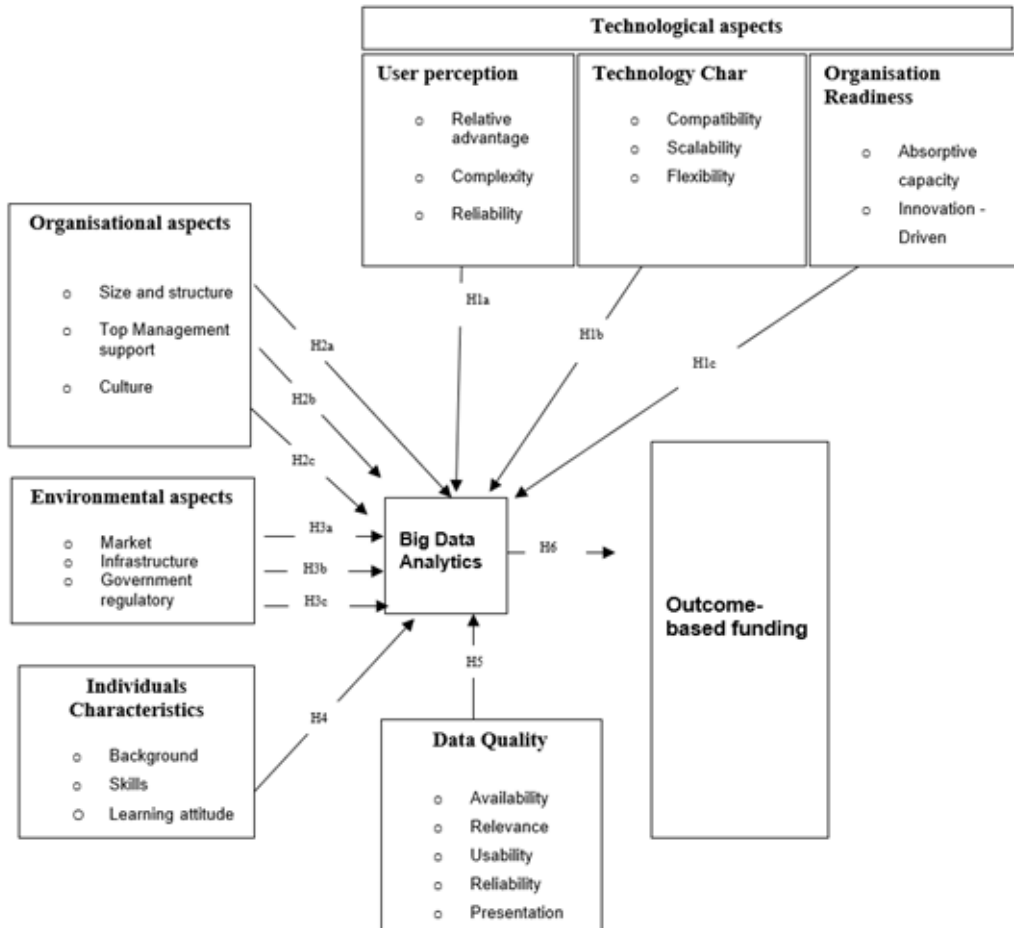 Technological aspects
User perception
Relative
advantage
Complexity
Reliability
Technology Char
Compatibility
Scalability
Flexibility
Organisation
Readiness
Absorptive
capacity
Innovation -
Driven
Organisational aspects
Size and structure
Top Management
support
Culture
H1a
H1b
H1c
H2a
H2b
H2c
Environmental aspects
Market
Infrastructure
Government
regulatory
H3a
H3b
H3c
Big Data
Analytics
H6
Outcome-
based funding
Individuals
Characteristics
Background
Skills
Learning attitude
H4
H5
Data Quality
Availability
Relevance
Usability
Reliability
Presentation